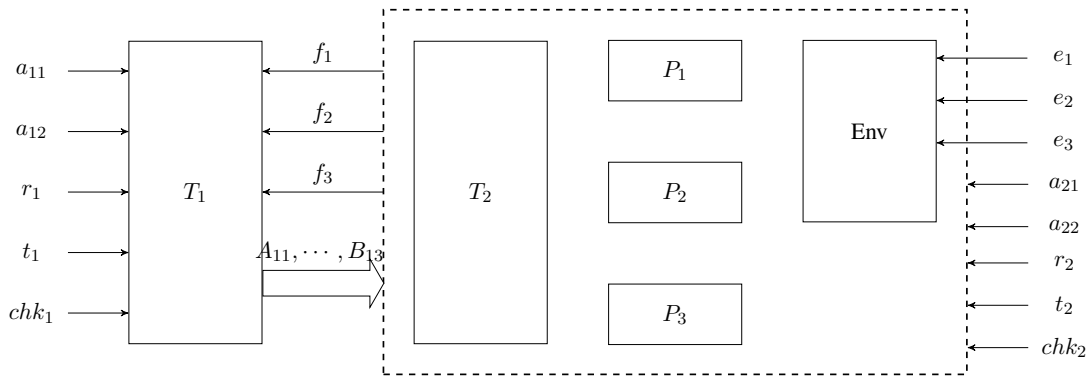 a₁₁
a₁₂
r₁
t₁
chk₁
T₁
f₁
f₂
f₃
A₁₁, ⋯ , B₁₃
T₂
P₁
P₂
P₃
Env
e₁
e₂
e₃
a₂₁
a₂₂
r₂
t₂
chk₂